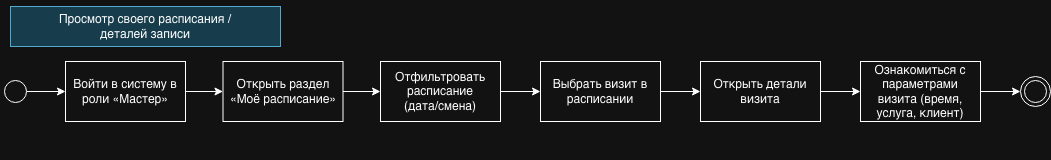 Просмотр своего расписания /
деталей записи
Войти в систему в
роли «Мастер»
Открыть раздел
«Моё расписание»
Отфильтровать
расписание
(дата/смена)
Выбрать визит в
расписании
Открыть детали
визита
Ознакомиться с
параметрами
визита (время,
услуга, клиент)